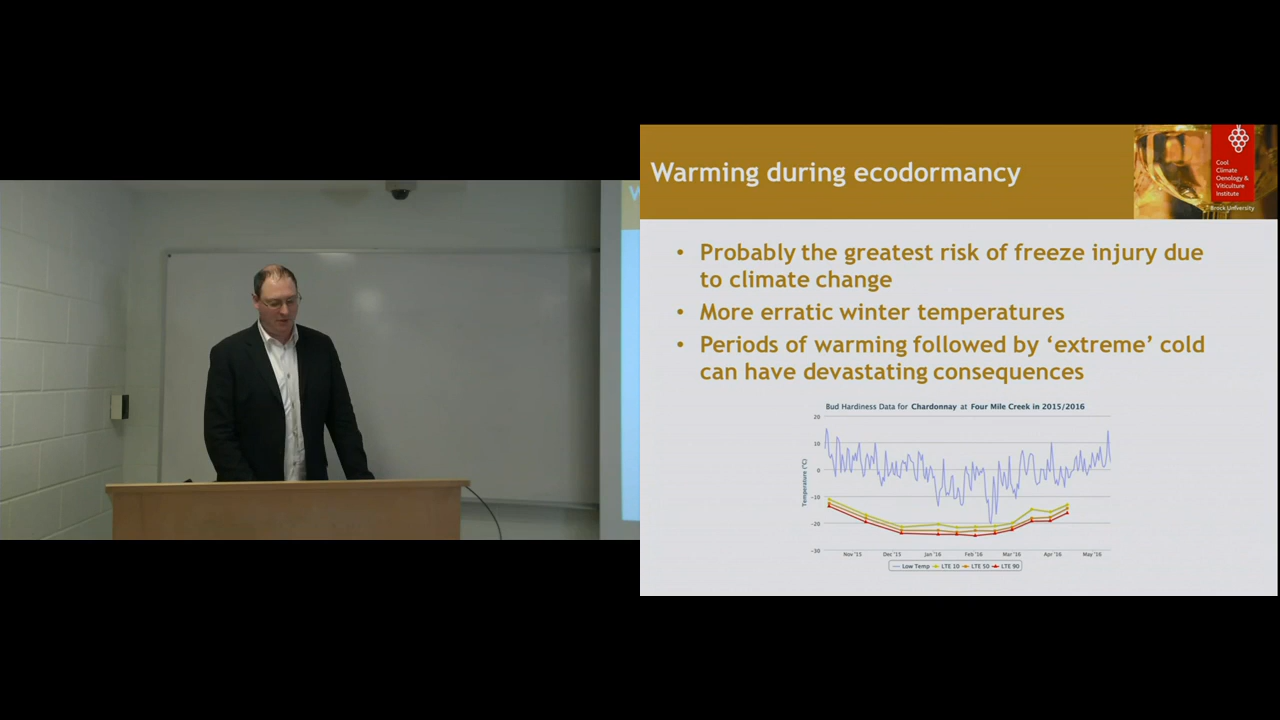 Warming during ecodormancy
Cool
Climate
Oenology &
Viticulture
Institute
Brock University
• Probably the greatest risk of freeze injury due
to climate change
• More erratic winter temperatures
• Periods of warming followed by ‘extreme’ cold
can have devastating consequences
Bud Hardiness Data for Chardonnay at Four Mile Creek in 2015/2016
Temperature (°C)
20
10
0
-10
-20
-30
Nov '15 Dec '15 Jan '16 Feb '16 Mar '16 Apr '16 May '16
Low Temp LTE 10 LTE 50 LTE 90
W